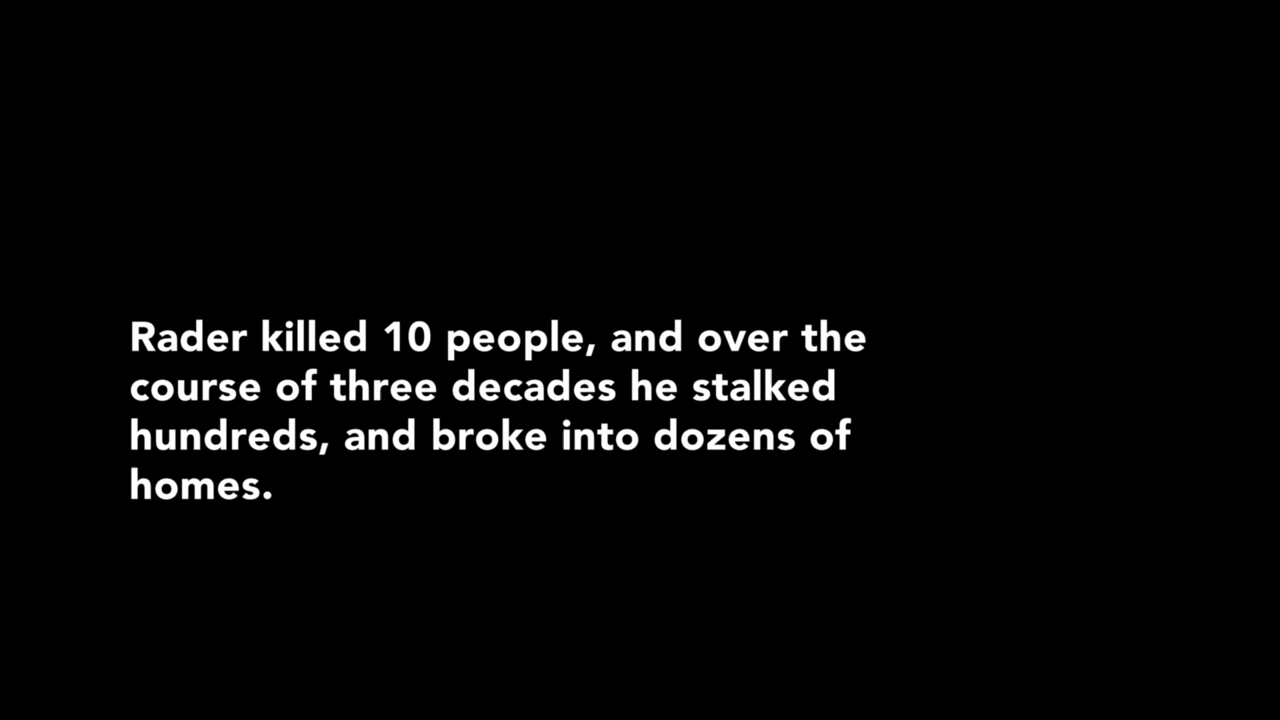 Rader killed 10 people, and over the
course of three decades he stalked
hundreds, and broke into dozens of
homes.